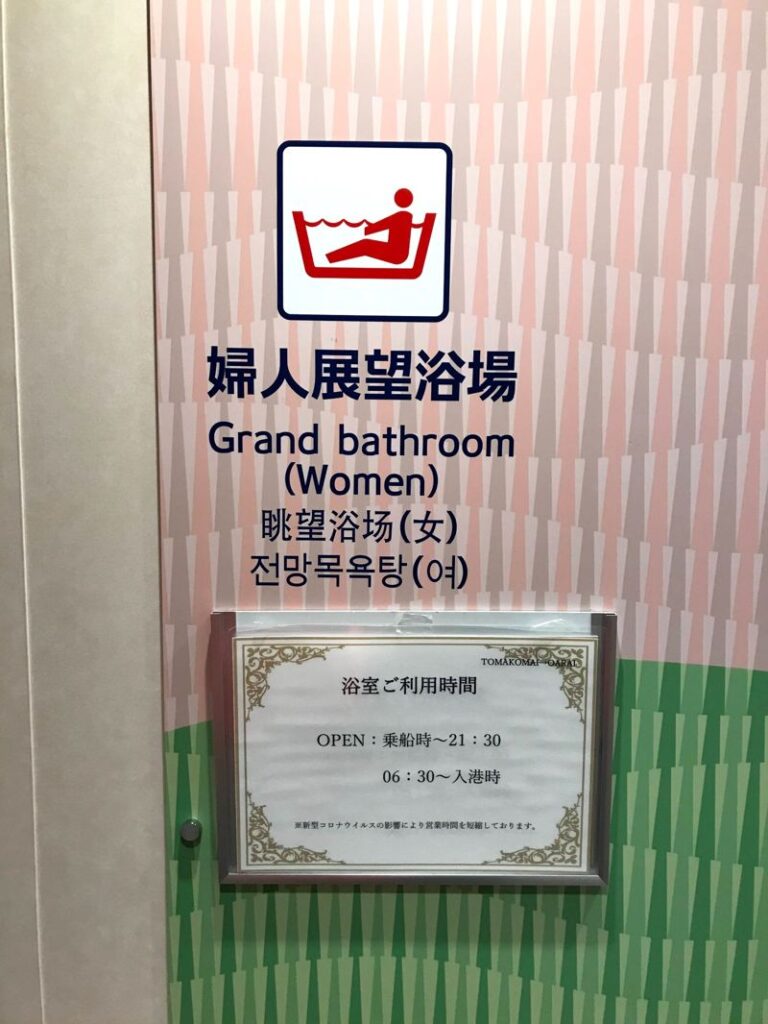 婦人展望浴場
Grand bathroom
(Women)
眺望浴场(女)
전망목욕탕(여)
TOMAKOMAI→OARAI
浴室ご利用時間
OPEN：乗船時～21：30
06：30～入港時
※新型コロナウイルスの影響により営業時間を短縮しております。